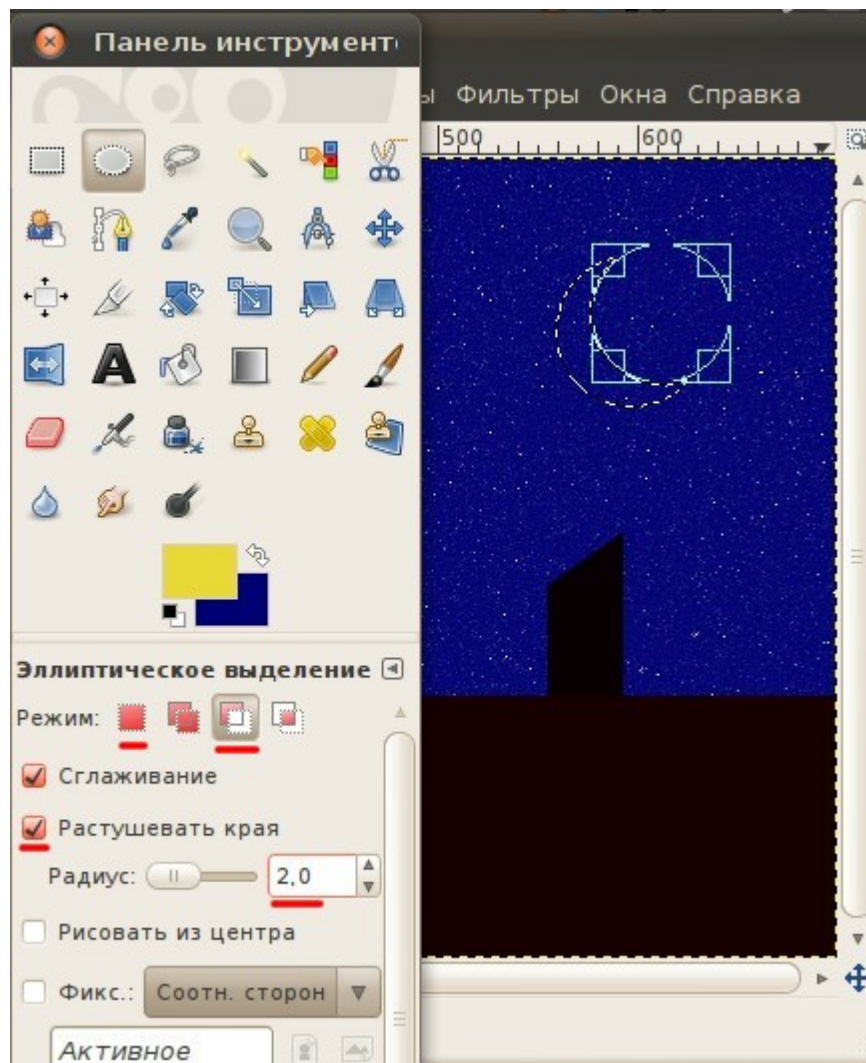 Панель инструменто
ы Фильтры Окна Справка
500 600
Эллиптическое выделение
Режим:
Сглаживание
Растушевать края
Радиус: 2,0
Рисовать из центра
Фикс.: Соотн. сторон
Активное